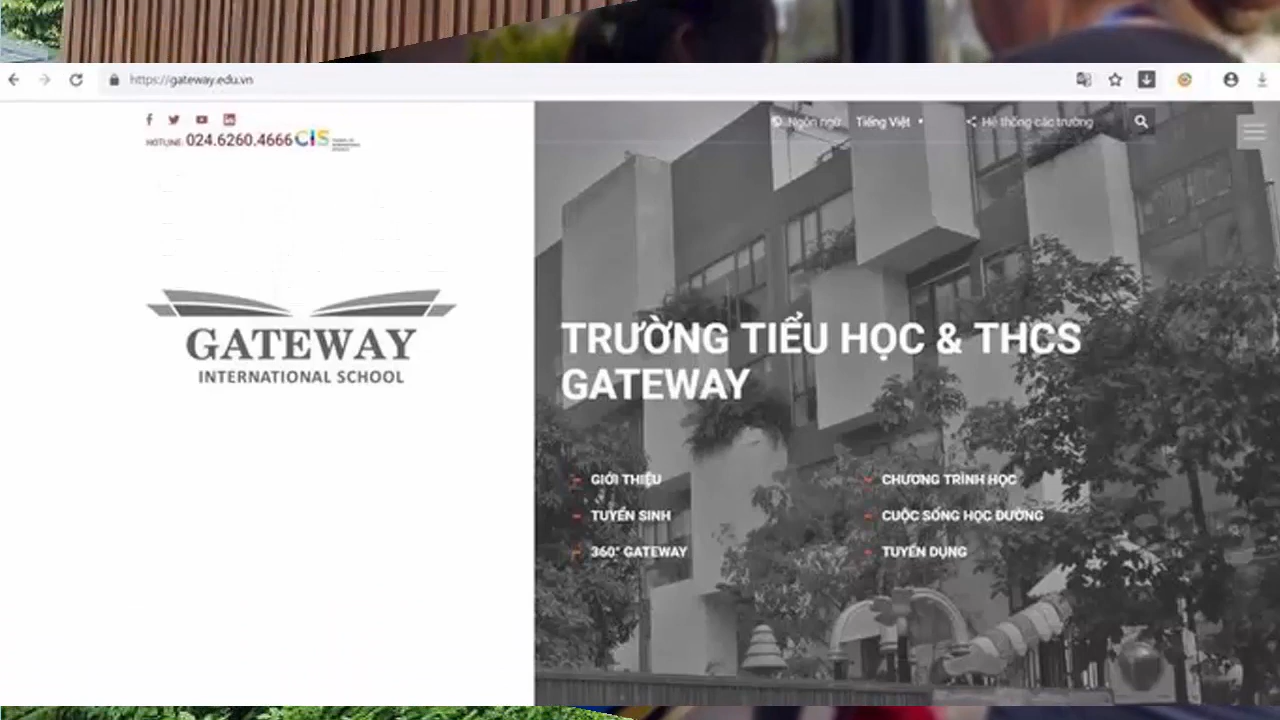 https://gateway.edu.vn
HOTLINE: 024.6260.4666 CIS
Ngôn ngữ Tiếng Việt Hệ thống các trường
GATEWAY
INTERNATIONAL SCHOOL
TRƯỜNG TIỂU HỌC & THCS
GATEWAY
GIỚI THIỆU
CHƯƠNG TRÌNH HỌC
TUYỂN SINH
CUỘC SỐNG HỌC ĐƯỜNG
360° GATEWAY
TUYỂN DỤNG